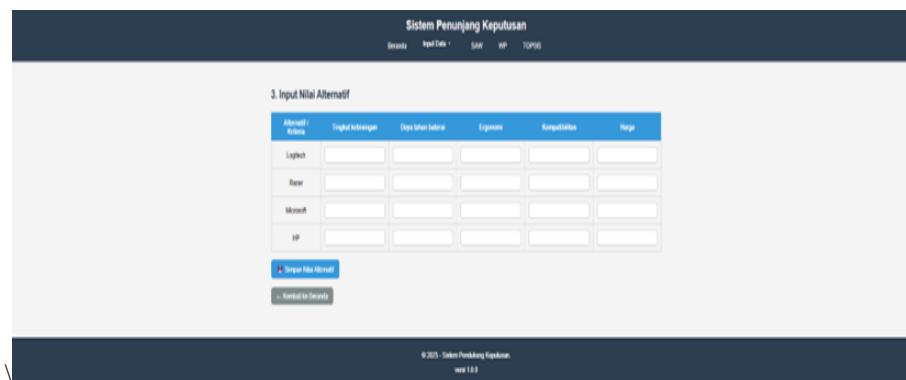 Sistem Penunjang Keputusan
Beranda Input Data SAW WP TOPSIS
3. Input Nilai Alternatif
Alternatif / Kriteria Tingkat kebisingan Daya tahan baterai Ergonomi Kompatibilitas Harga
Logitech
Razer
Microsoft
HP
Simpan Nilai Alternatif
← Kembali ke Beranda
© 2025 - Sistem Pendukung Keputusan
versi 1.0.0
\